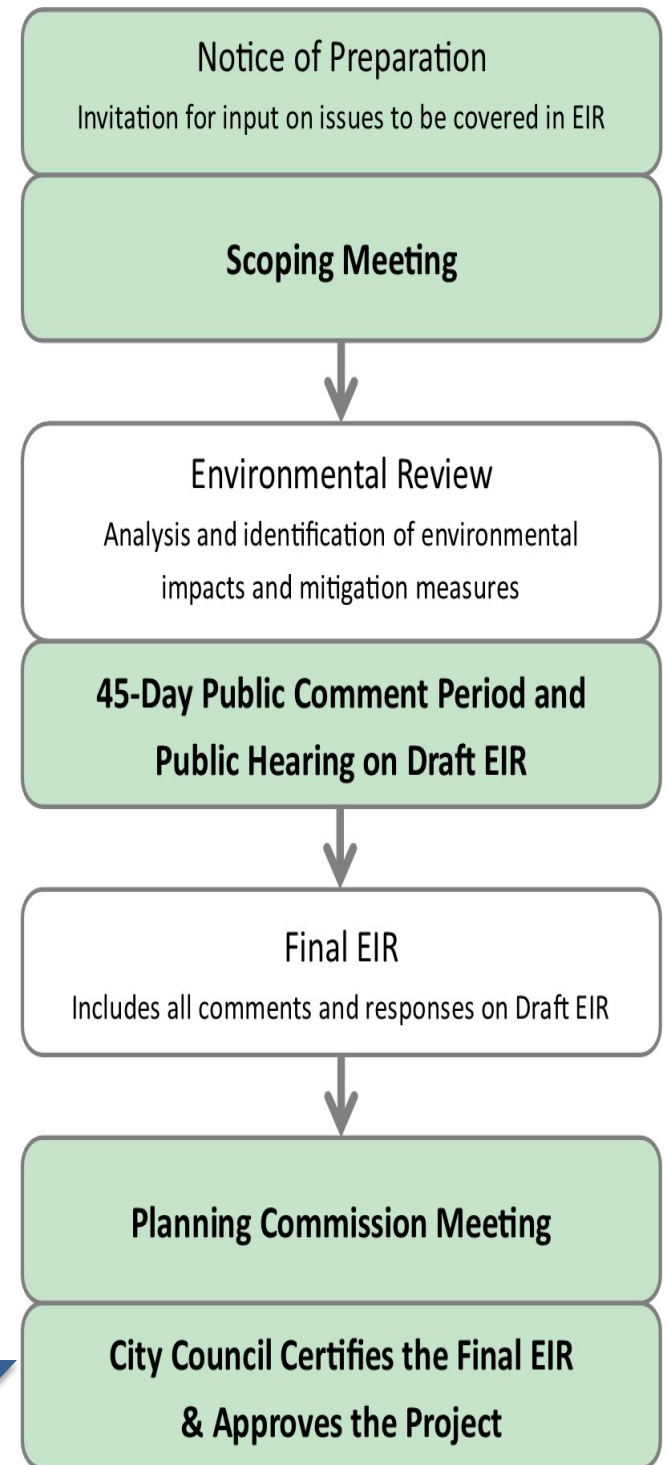 Notice of Preparation
Invitation for input on issues to be covered in EIR
Scoping Meeting
Environmental Review
Analysis and identification of environmental
impacts and mitigation measures
45-Day Public Comment Period and
Public Hearing on Draft EIR
Final EIR
Includes all comments and responses on Draft EIR
Planning Commission Meeting
City Council Certifies the Final EIR
& Approves the Project